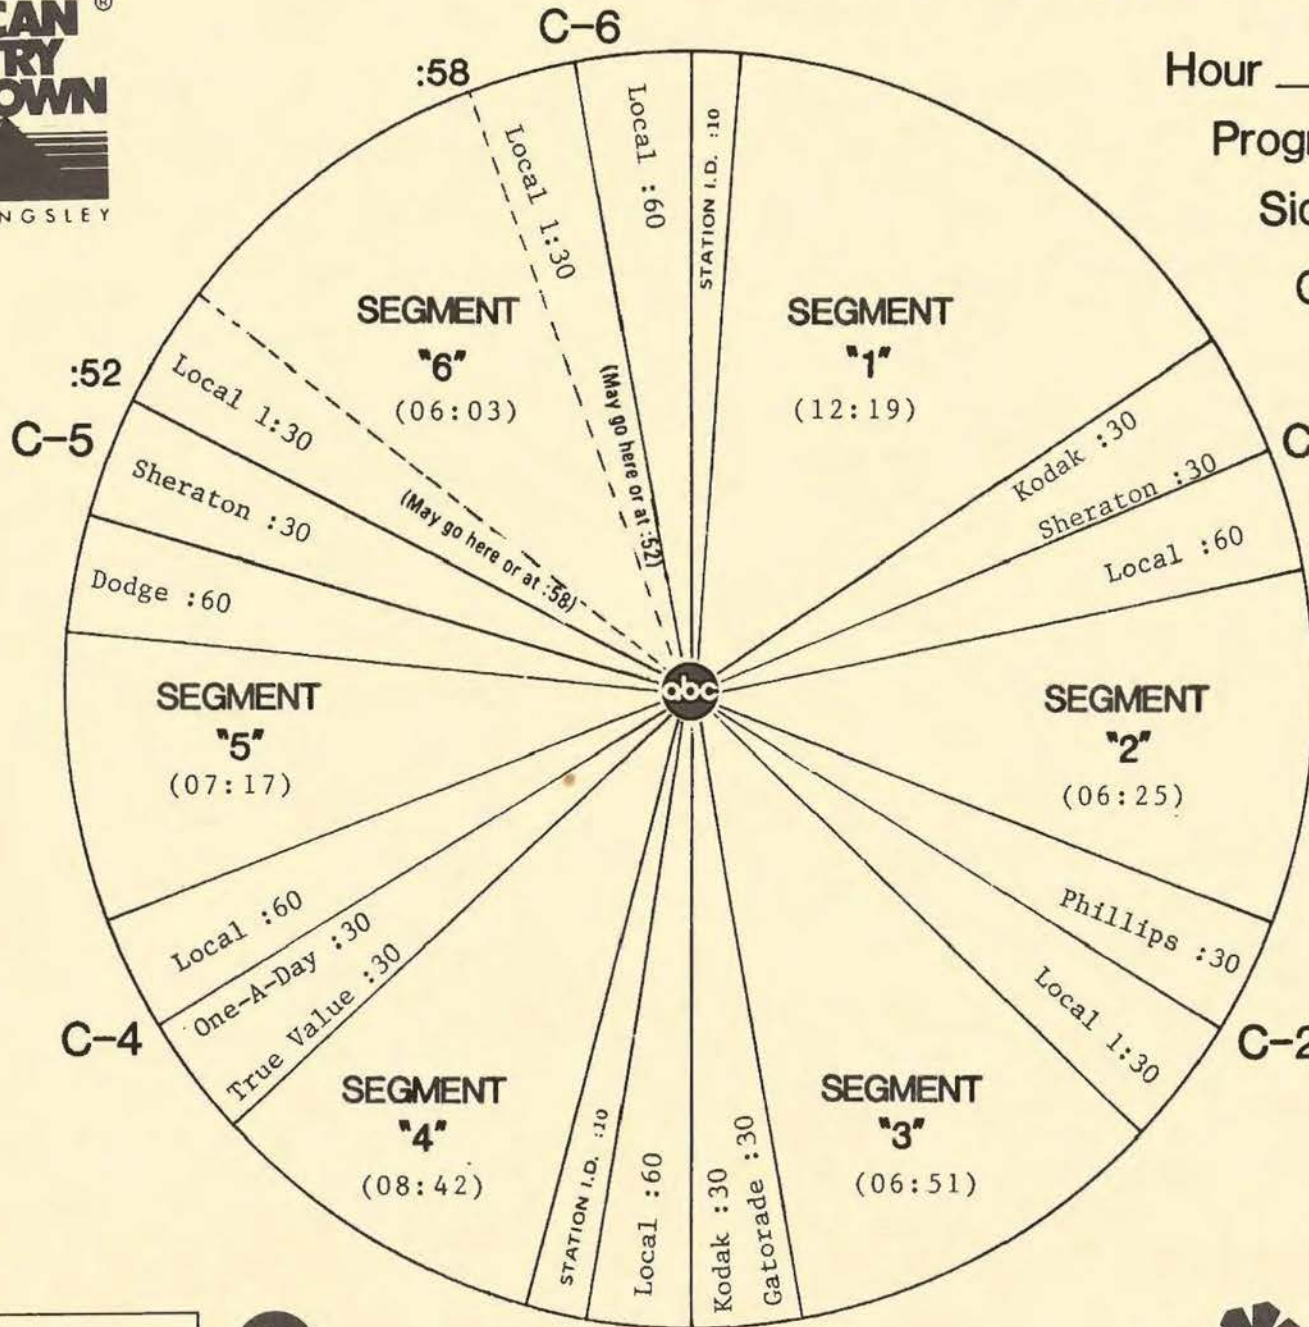 ®
C-6
:58
Hour
Local 1:30
Local :60
STATION I.D. :10
(May go here or at :52)
SEGMENT
"1"
(12:19)
Kodak :30
Sheraton :30
Local :60
SEGMENT
"2"
(06:25)
Phillips :30
C-2
Local 1:30
SEGMENT
"3"
(06:51)
Gatorade :30
Kodak :30
Local :60
STATION I.D. :10
SEGMENT
"4"
(08:42)
True Value :30
One-A-Day :30
C-4
Local :60
SEGMENT
"5"
(07:17)
Dodge :60
Sheraton :30
C-5
:52
Local 1:30
(May go here or at :58)
SEGMENT
"6"
(06:03)
abc